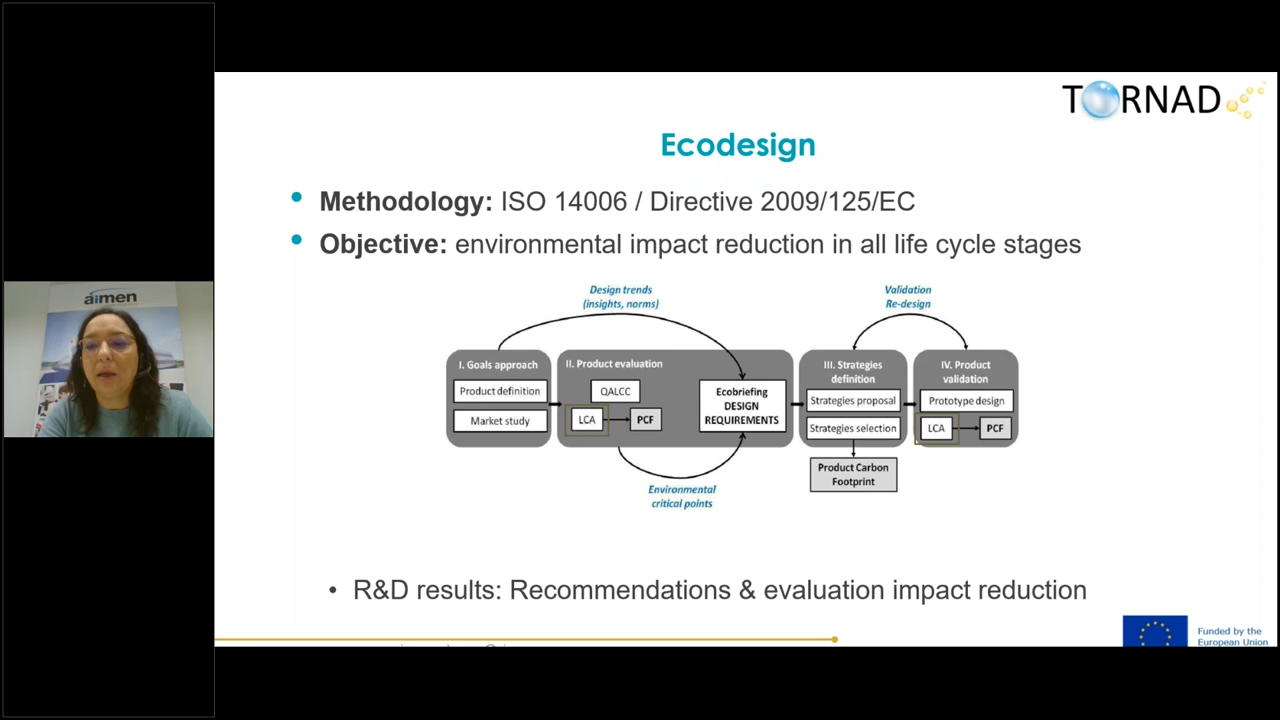 TORNAD
Ecodesign
Methodology: ISO 14006 / Directive 2009/125/EC
Objective: environmental impact reduction in all life cycle stages
Design trends
(insights, norms)
Validation
Re-design
I. Goals approach
Product definition
Market study
II. Product evaluation
QALCC
LCA
PCF
Ecobriefing
DESIGN
REQUIREMENTS
III. Strategies
definition
Strategies proposal
Strategies selection
Product Carbon
Footprint
IV. Product
validation
Prototype design
LCA
PCF
Environmental
critical points
• R&D results: Recommendations & evaluation impact reduction
Funded by the
European Union
aimen